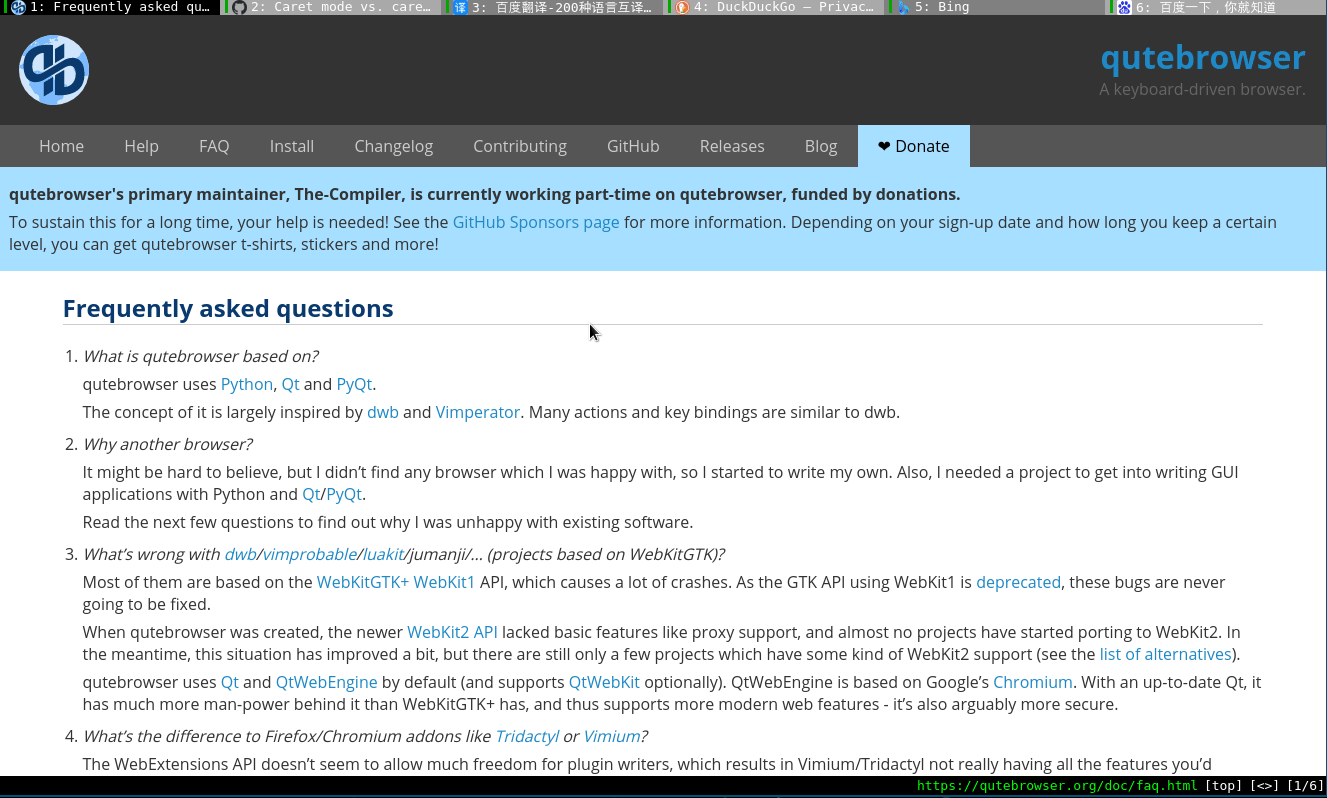 1: Frequently asked qu…
2: Caret mode vs. care…
3: 百度翻译-200种语言互译…
4: DuckDuckGo — Privac…
5: Bing
6: 百度一下，你就知道
qutebrowser
A keyboard-driven browser.
Home Help FAQ Install Changelog Contributing GitHub Releases Blog ❤ Donate
qutebrowser's primary maintainer, The-Compiler, is currently working part-time on qutebrowser, funded by donations.
To sustain this for a long time, your help is needed! See the GitHub Sponsors page for more information. Depending on your sign-up date and how long you keep a certain
level, you can get qutebrowser t-shirts, stickers and more!
Frequently asked questions
1. What is qutebrowser based on?
qutebrowser uses Python, Qt and PyQt.
The concept of it is largely inspired by dwb and Vimperator. Many actions and key bindings are similar to dwb.
2. Why another browser?
It might be hard to believe, but I didn’t find any browser which I was happy with, so I started to write my own. Also, I needed a project to get into writing GUI
applications with Python and Qt/PyQt.
Read the next few questions to find out why I was unhappy with existing software.
3. What’s wrong with dwb/vimprobable/luakit/jumanji/… (projects based on WebKitGTK)?
Most of them are based on the WebKitGTK+ WebKit1 API, which causes a lot of crashes. As the GTK API using WebKit1 is deprecated, these bugs are never
going to be fixed.
When qutebrowser was created, the newer WebKit2 API lacked basic features like proxy support, and almost no projects have started porting to WebKit2. In
the meantime, this situation has improved a bit, but there are still only a few projects which have some kind of WebKit2 support (see the list of alternatives).
qutebrowser uses Qt and QtWebEngine by default (and supports QtWebKit optionally). QtWebEngine is based on Google’s Chromium. With an up-to-date Qt, it
has much more man-power behind it than WebKitGTK+ has, and thus supports more modern web features - it’s also arguably more secure.
4. What’s the difference to Firefox/Chromium addons like Tridactyl or Vimium?
The WebExtensions API doesn’t seem to allow much freedom for plugin writers, which results in Vimium/Tridactyl not really having all the features you’d
https://qutebrowser.org/doc/faq.html [top] [<>] [1/6]